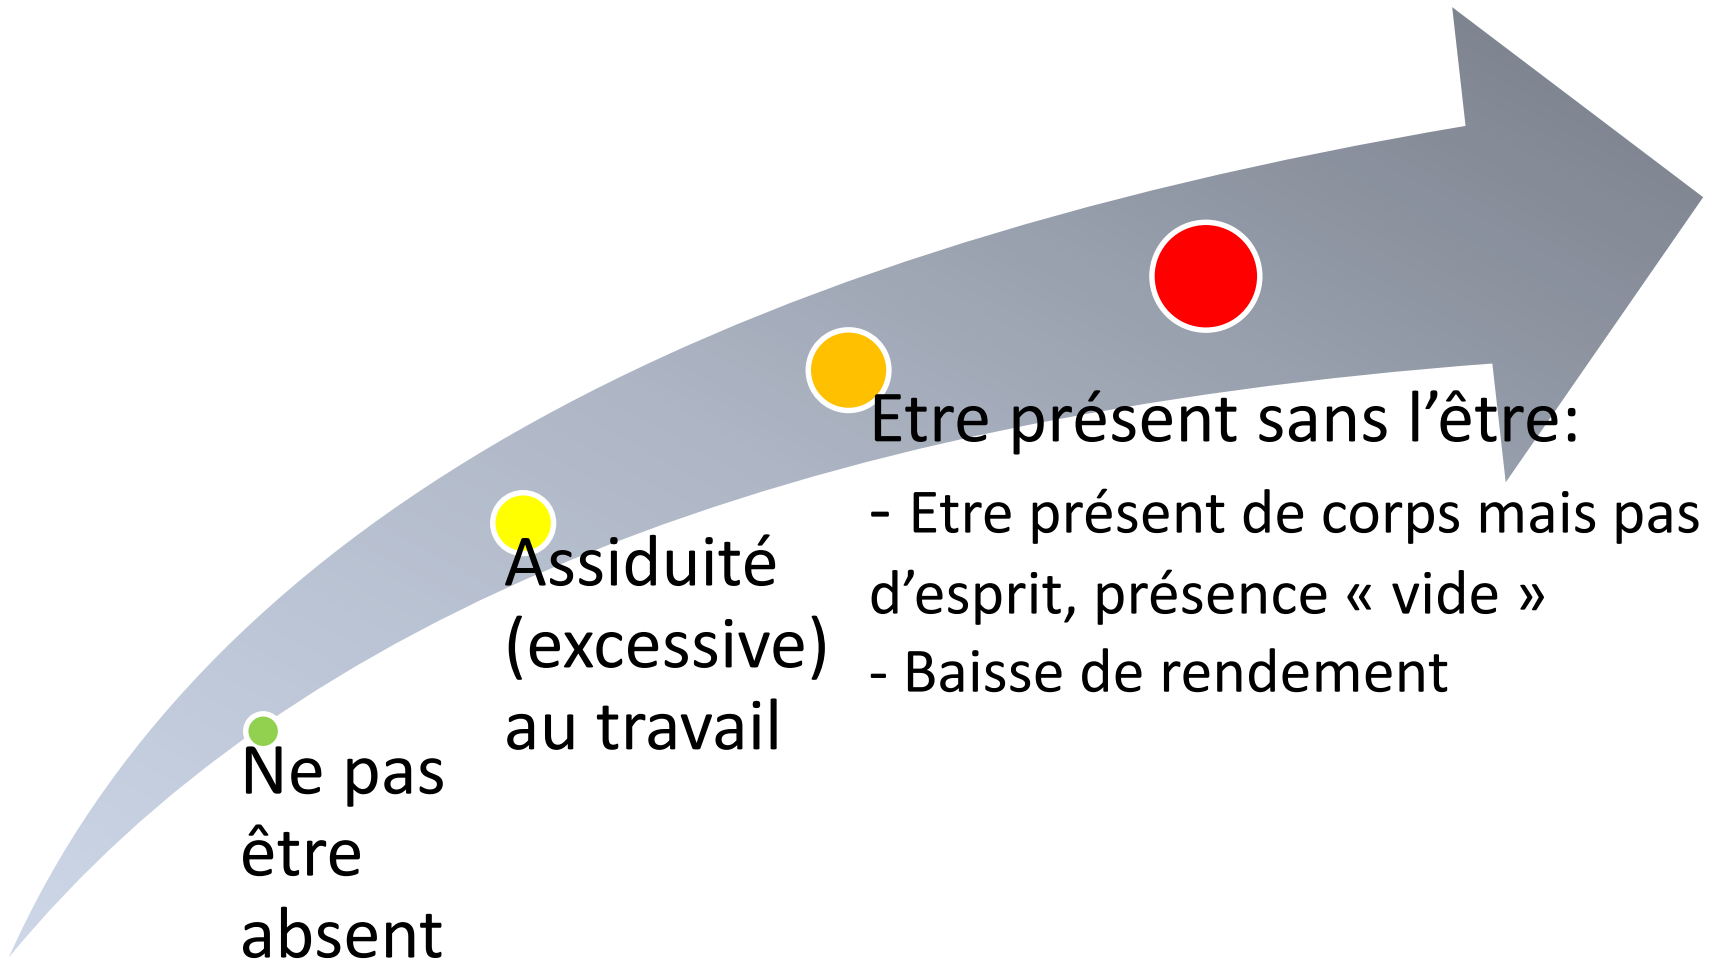 Ne pas
être
absent
Assiduité
(excessive)
au travail
Etre présent sans l’être:
- Etre présent de corps mais pas
d’esprit, présence « vide »
- Baisse de rendement